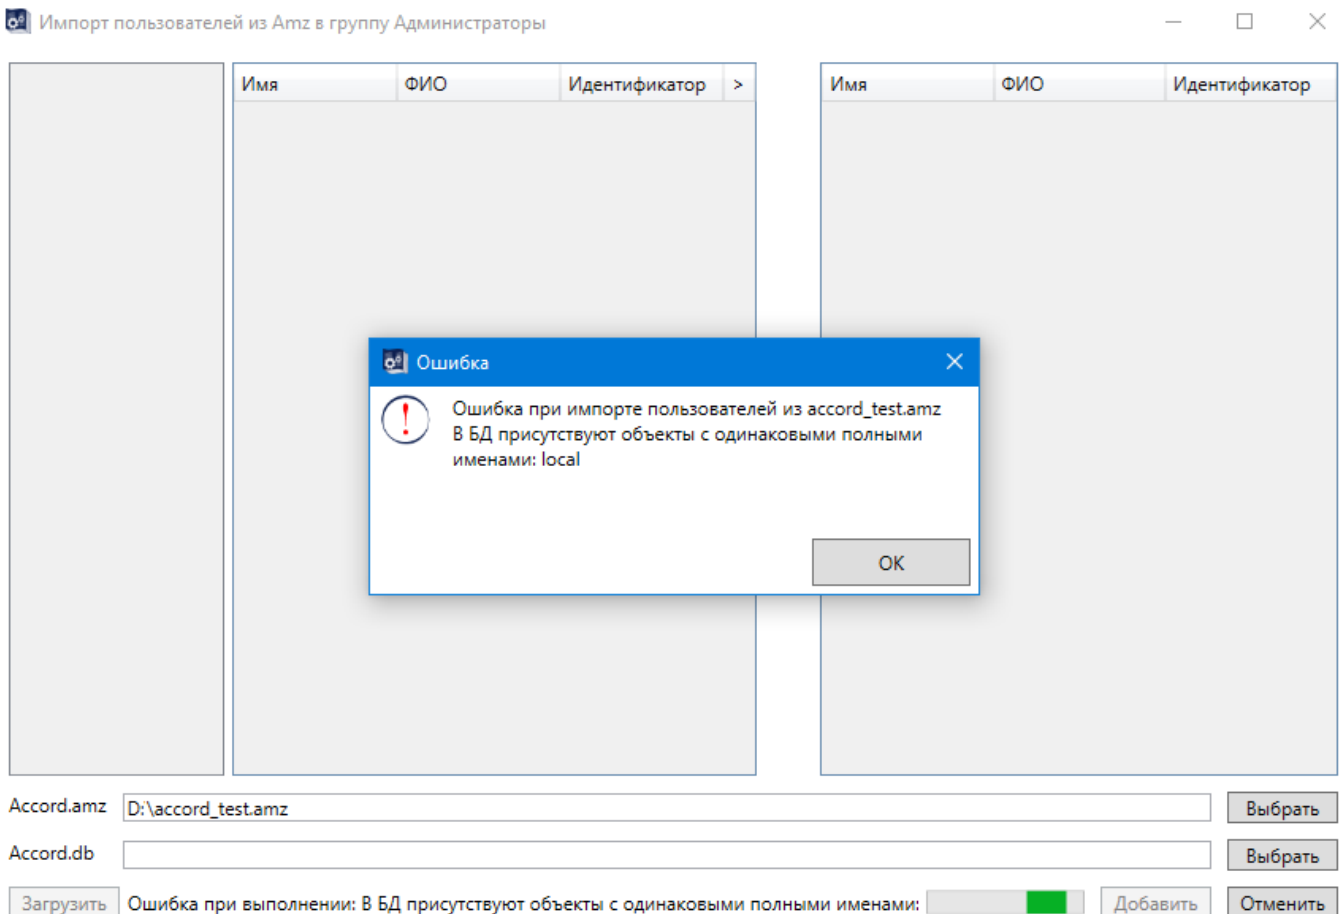 Импорт пользователей из Amz в группу Администраторы
Имя ФИО Идентификатор >
Имя ФИО Идентификатор
Ошибка
Ошибка при импорте пользователей из accord_test.amz
В БД присутствуют объекты с одинаковыми полными
именами: local
ОК
Accord.amz D:\accord_test.amz Выбрать
Accord.db Выбрать
Загрузить Ошибка при выполнении: В БД присутствуют объекты с одинаковыми полными именами: Добавить Отменить